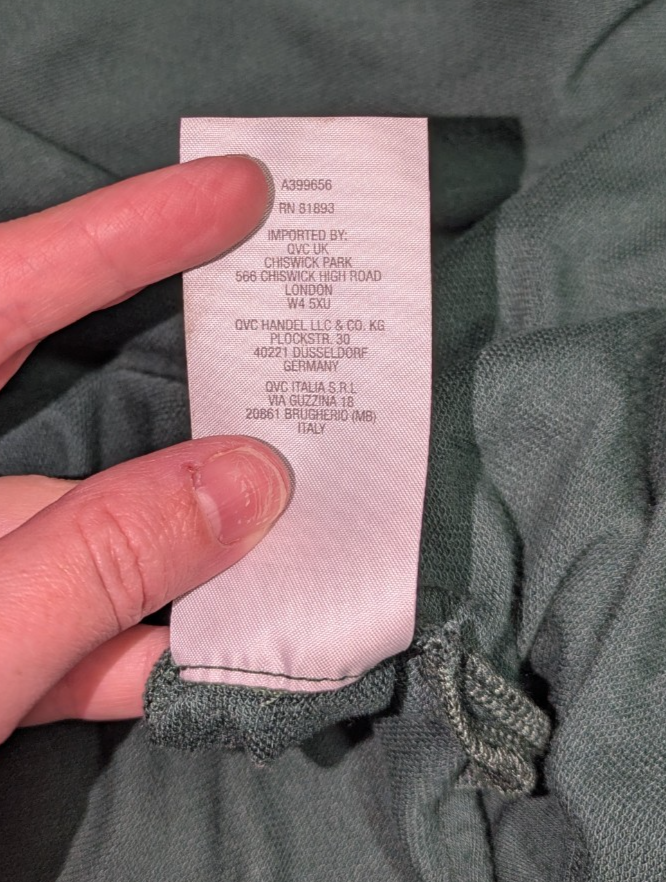 A399656
RN 81893
IMPORTED BY:
QVC UK
CHISWICK PARK
566 CHISWICK HIGH ROAD
LONDON
W4 5XU
QVC HANDEL LLC & CO. KG
PLOCKSTR. 30
40221 DUSSELDORF
GERMANY
QVC ITALIA S.R.L
VIA GUZZINA 18
20861 BRUGHERIO (MB)
ITALY